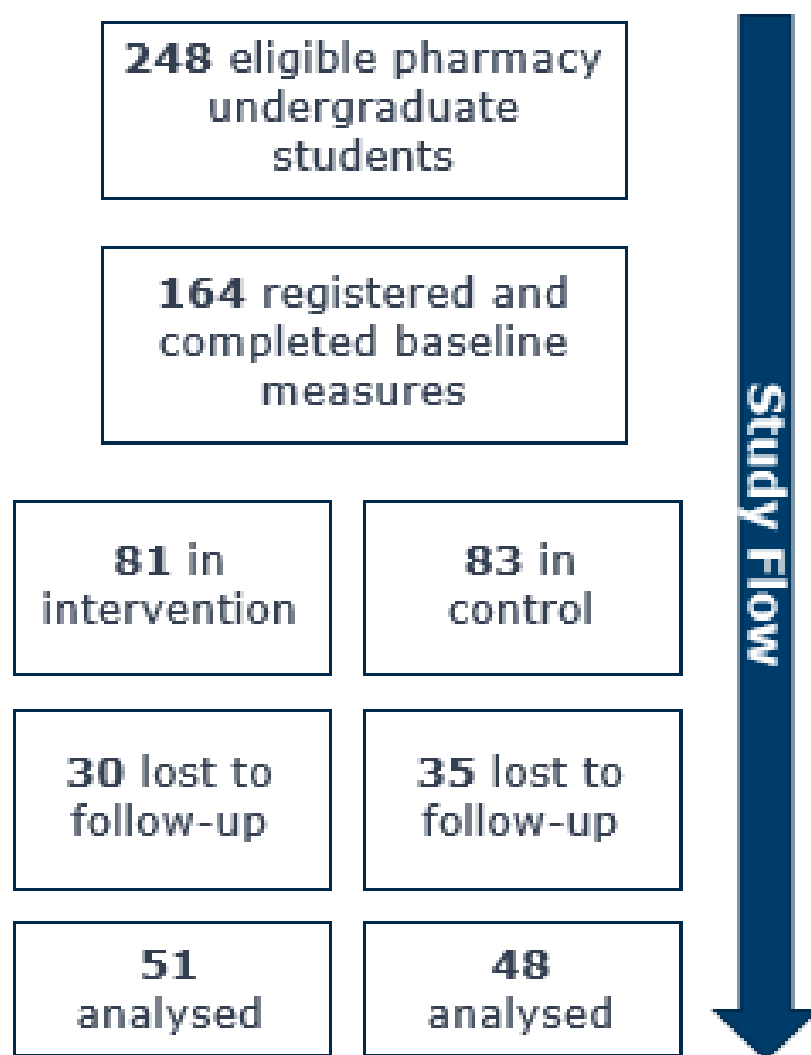 248 eligible pharmacy
undergraduate
students
164 registered and
completed baseline
measures
81 in
intervention
83 in
control
30 lost to
follow-up
35 lost to
follow-up
51
analysed
48
analysed
Study Flow